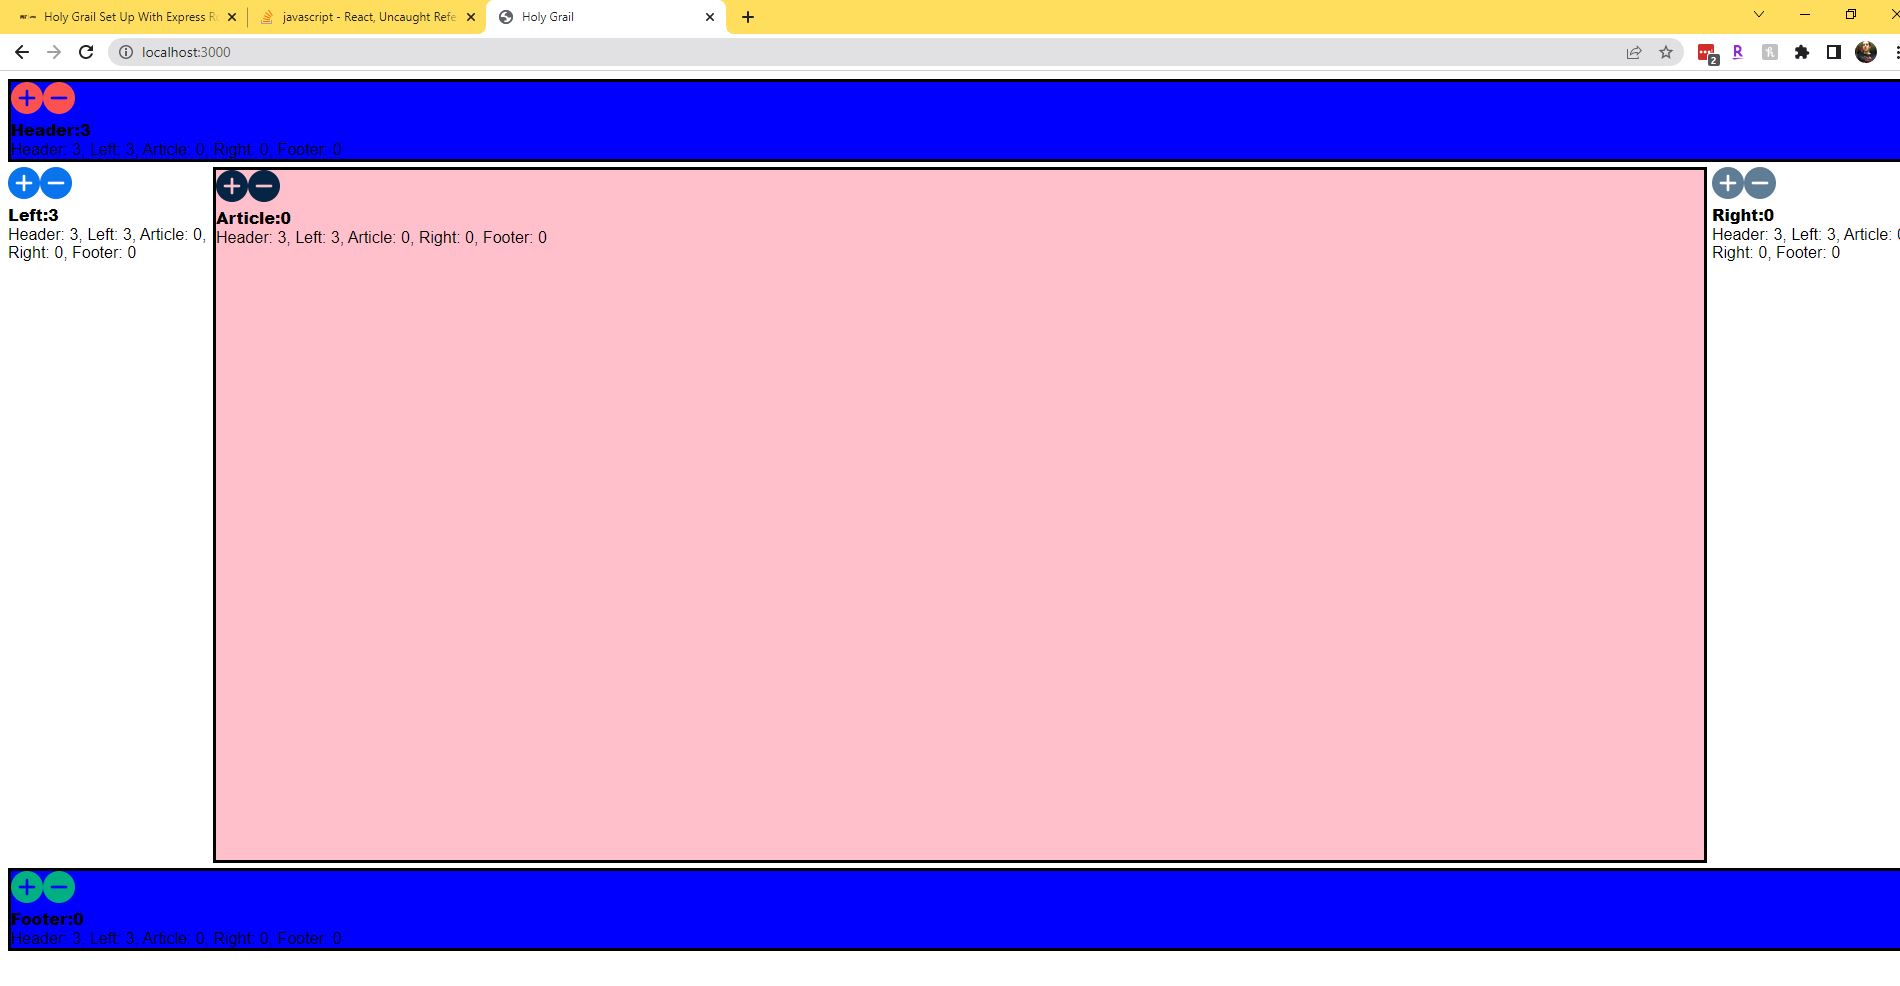 Holy Grail Set Up With Express Ro
javascript - React, Uncaught Refe
Holy Grail
localhost:3000
2
R
Header:3
Header: 3, Left: 3, Article: 0, Right: 0, Footer: 0
Left:3
Header: 3, Left: 3, Article: 0,
Right: 0, Footer: 0
Article:0
Header: 3, Left: 3, Article: 0, Right: 0, Footer: 0
Right:0
Header: 3, Left: 3, Article: 0
Right: 0, Footer: 0
Footer:0
Header: 3, Left: 3, Article: 0, Right: 0, Footer: 0